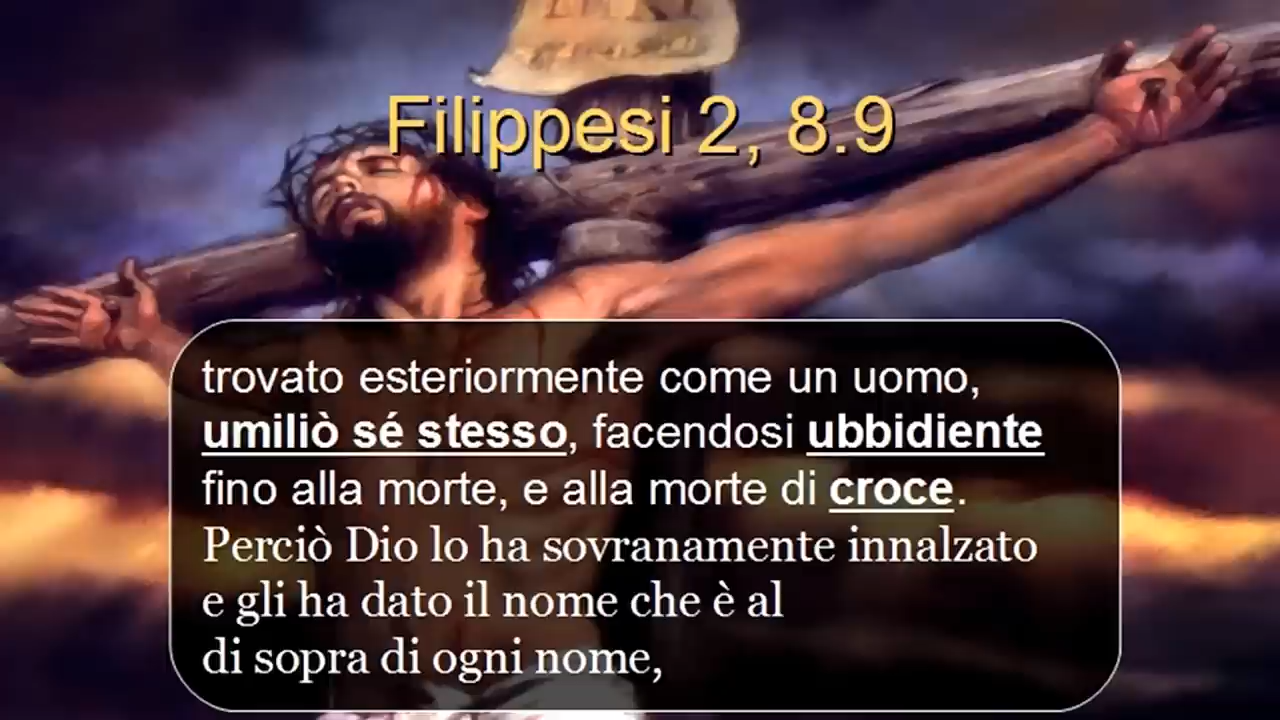 Filippesi 2, 8.9
trovato esteriormente come un uomo,
umiliò sé stesso, facendosi ubbidiente
fino alla morte, e alla morte di croce.
Perciò Dio lo ha sovranamente innalzato
e gli ha dato il nome che è al
di sopra di ogni nome,